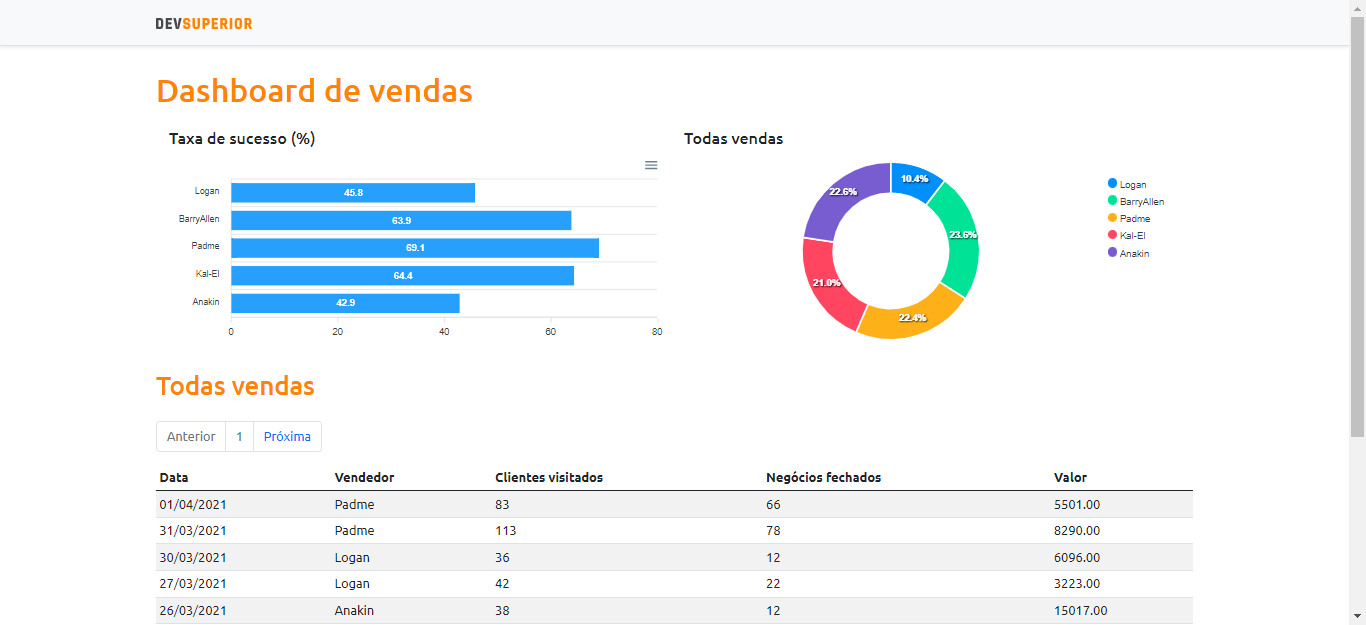 DEVSUPERIOR
Dashboard de vendas
Taxa de sucesso (%)
Logan 45.8
BarryAllen 63.9
Padme 69.1
Kal-El 64.4
Anakin 42.9
0 20 40 60 80
Todas vendas
10.4%
23.6%
22.4%
21.0%
22.6%
Logan
BarryAllen
Padme
Kal-El
Anakin
Todas vendas
Anterior 1 Próxima
Data Vendedor Clientes visitados Negócios fechados Valor
01/04/2021 Padme 83 66 5501.00
31/03/2021 Padme 113 78 8290.00
30/03/2021 Logan 36 12 6096.00
27/03/2021 Logan 42 22 3223.00
26/03/2021 Anakin 38 12 15017.00